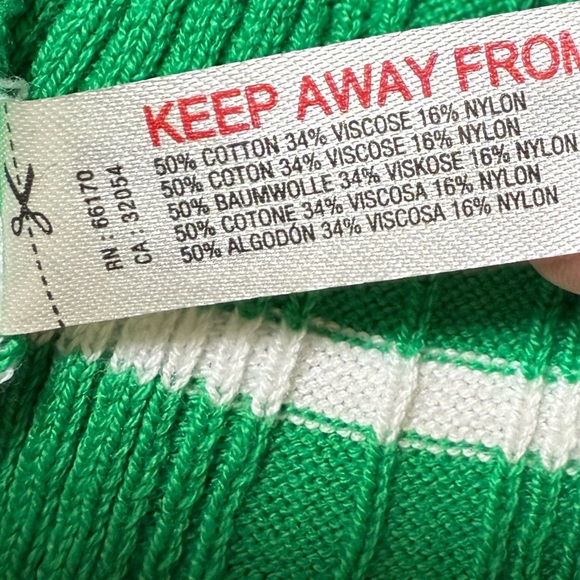 KEEP AWAY FROM
50% COTTON 34% VISCOSE 16% NYLON
50% COTON 34% VISCOSE 16% NYLON
50% BAUMWOLLE 34% VISKOSE 16% NYLON
50% COTONE 34% VISCOSA 16% NYLON
50% ALGODÓN 34% VISCOSA 16% NYLON
RN : 66170
CA : 32054